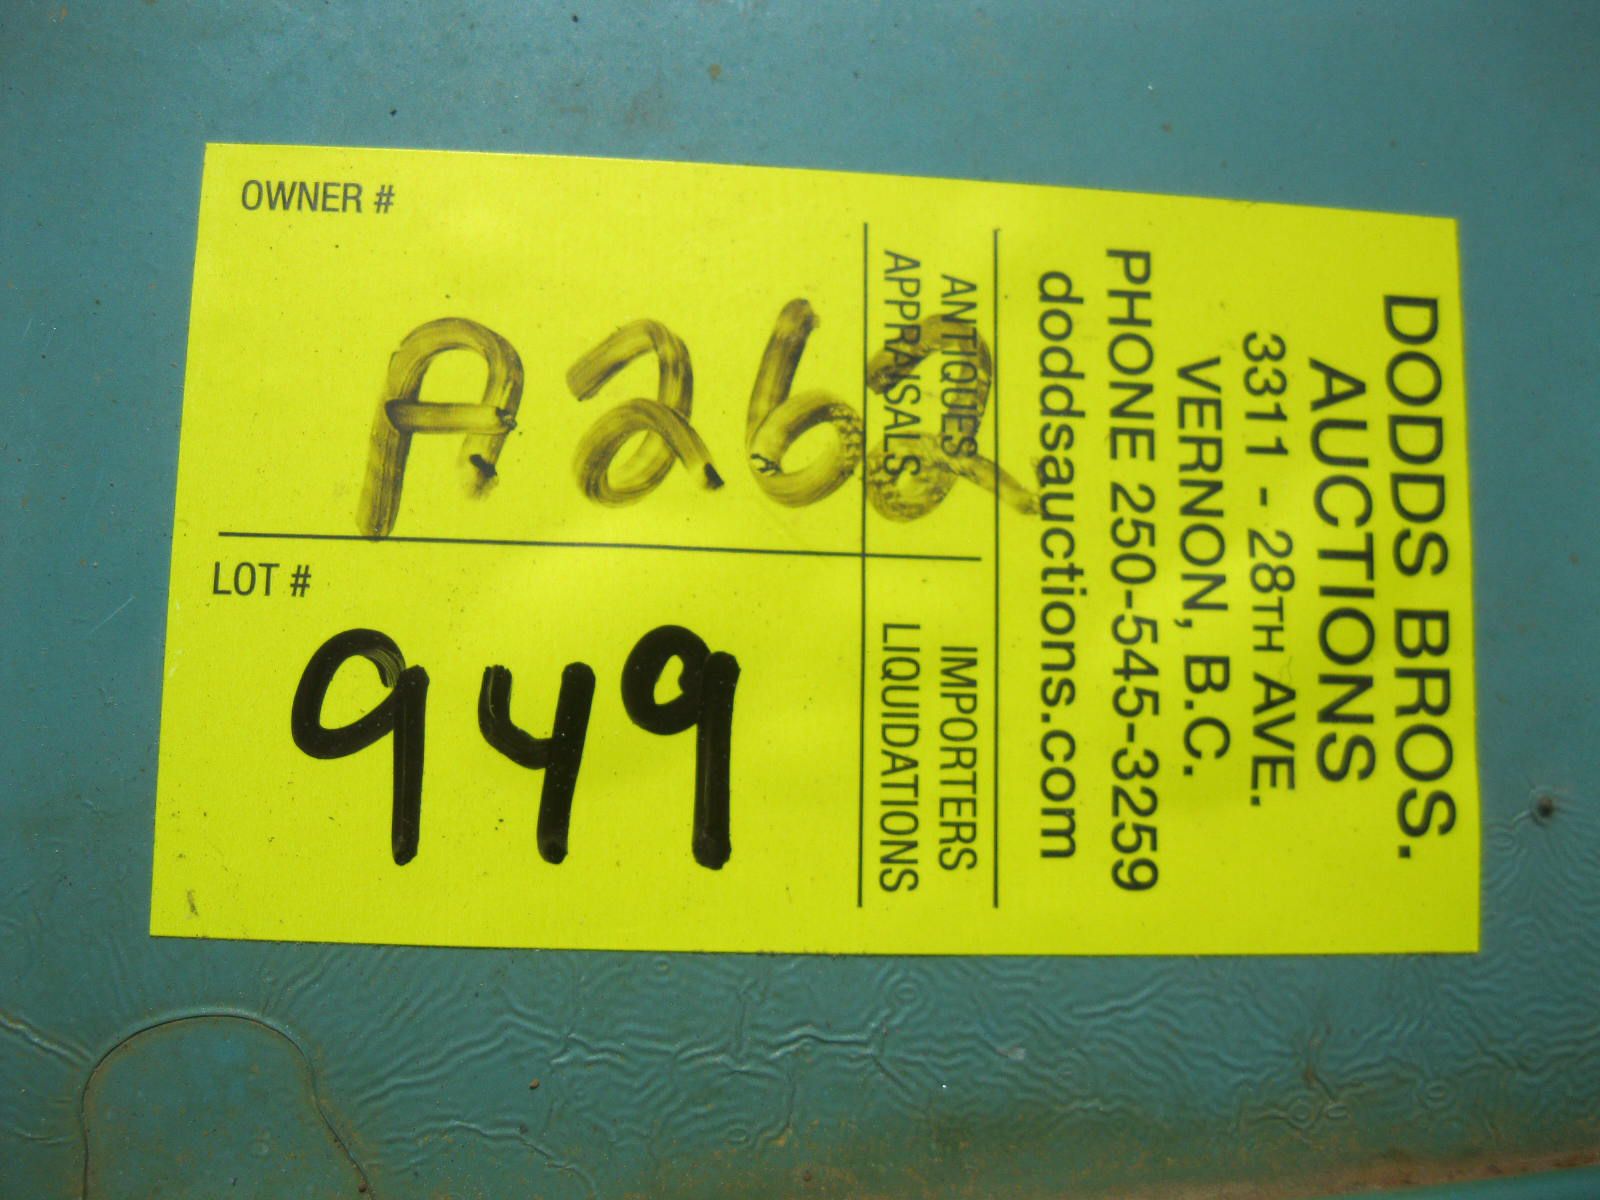 DODDS BROS.
AUCTIONS
3311 - 28TH AVE.
VERNON, B.C.
PHONE 250-545-3259
doddsauctions.com
ANTIQUES IMPORTERS
APPRAISALS LIQUIDATIONS
OWNER #
A262
LOT #
949